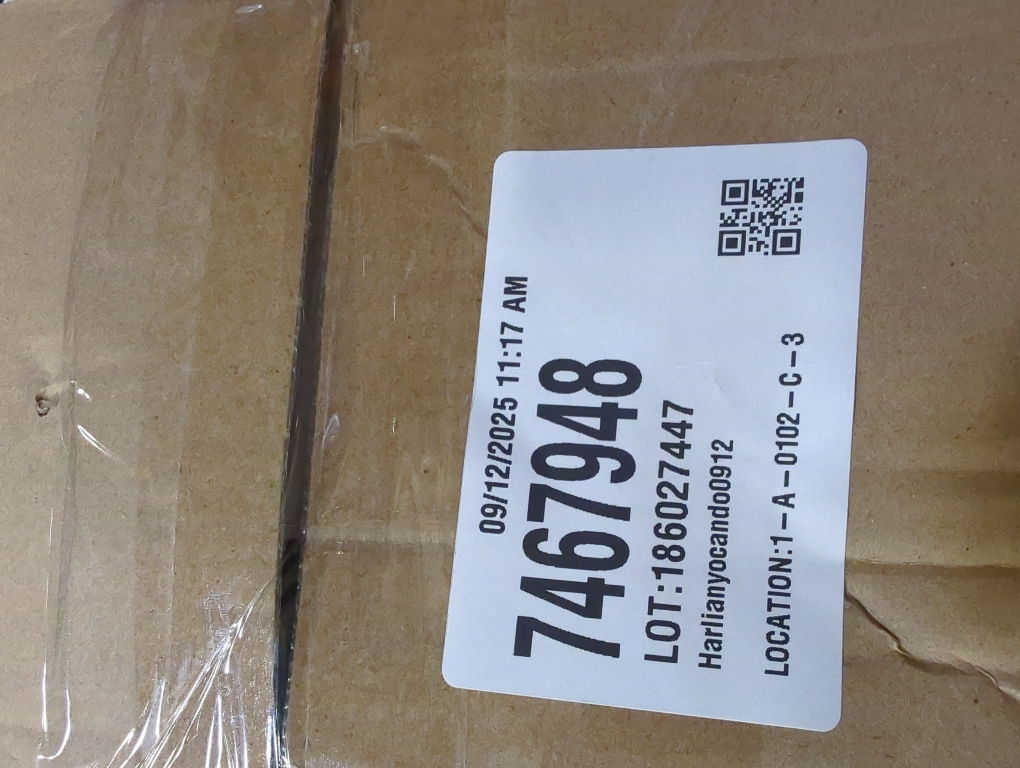 09/12/2025 11:17 AM
7467948
LOT:186027447
Harlianyocando0912
LOCATION:1-A-0102-C-3